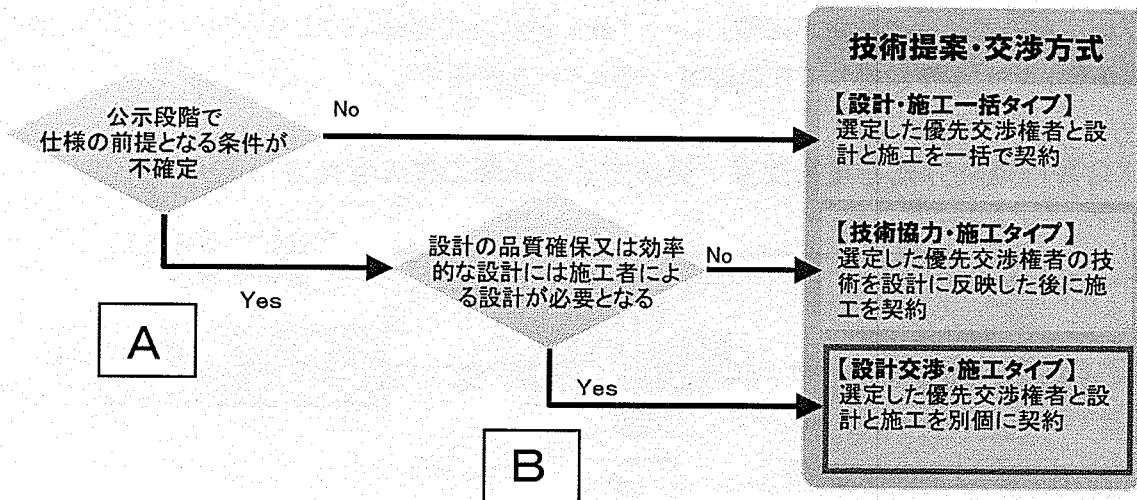 技術提案・交渉方式
公示段階で
仕様の前提となる条件が
不確定
No
Yes
A
【設計・施工一括タイプ】
選定した優先交渉権者と設
計と施工を一括で契約
設計の品質確保又は効率
的な設計には施工者によ
る設計が必要となる
No
Yes
B
【技術協力・施工タイプ】
選定した優先交渉権者の技
術を設計に反映した後に施
工を契約
【設計交渉・施工タイプ】
選定した優先交渉権者と設
計と施工を別個に契約